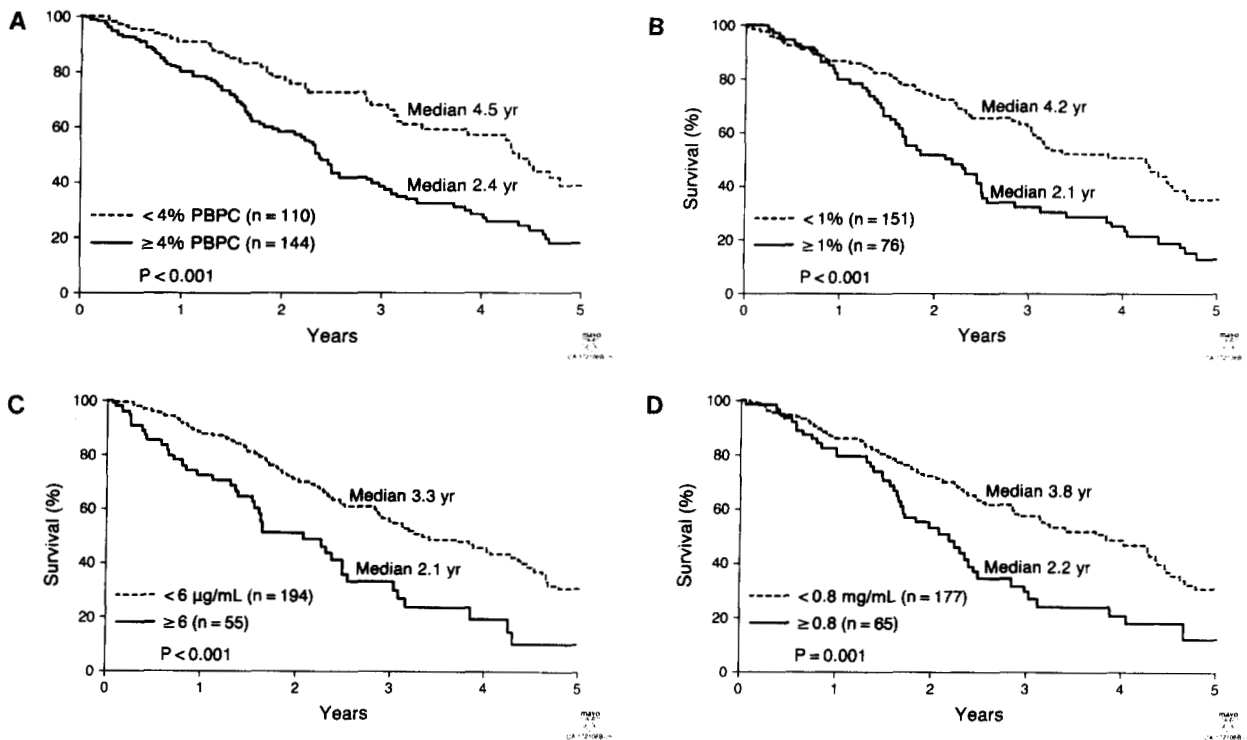 A
100
80
60
40
20
0
Median 4.5 yr
Median 2.4 yr
< 4% PBPC (n = 110)
≥ 4% PBPC (n = 144)
P < 0.001
1
2
3
4
5
Years
mayo
B
Survival (%)
100
80
60
40
20
0
Median 4.2 yr
Median 2.1 yr
< 1% (n = 151)
≥ 1% (n = 76)
P < 0.001
0
1
2
3
4
5
Years
mayo
C
Survival (%)
100
80
60
40
20
0
Median 3.3 yr
Median 2.1 yr
< 6 µg/mL (n = 194)
≥ 6 (n = 55)
P < 0.001
0
1
2
3
4
5
Years
mayo
D
Survival (%)
100
80
60
40
20
0
Median 3.8 yr
Median 2.2 yr
< 0.8 mg/mL (n = 177)
≥ 0.8 (n = 65)
P = 0.001
0
1
2
3
4
5
Years
mayo